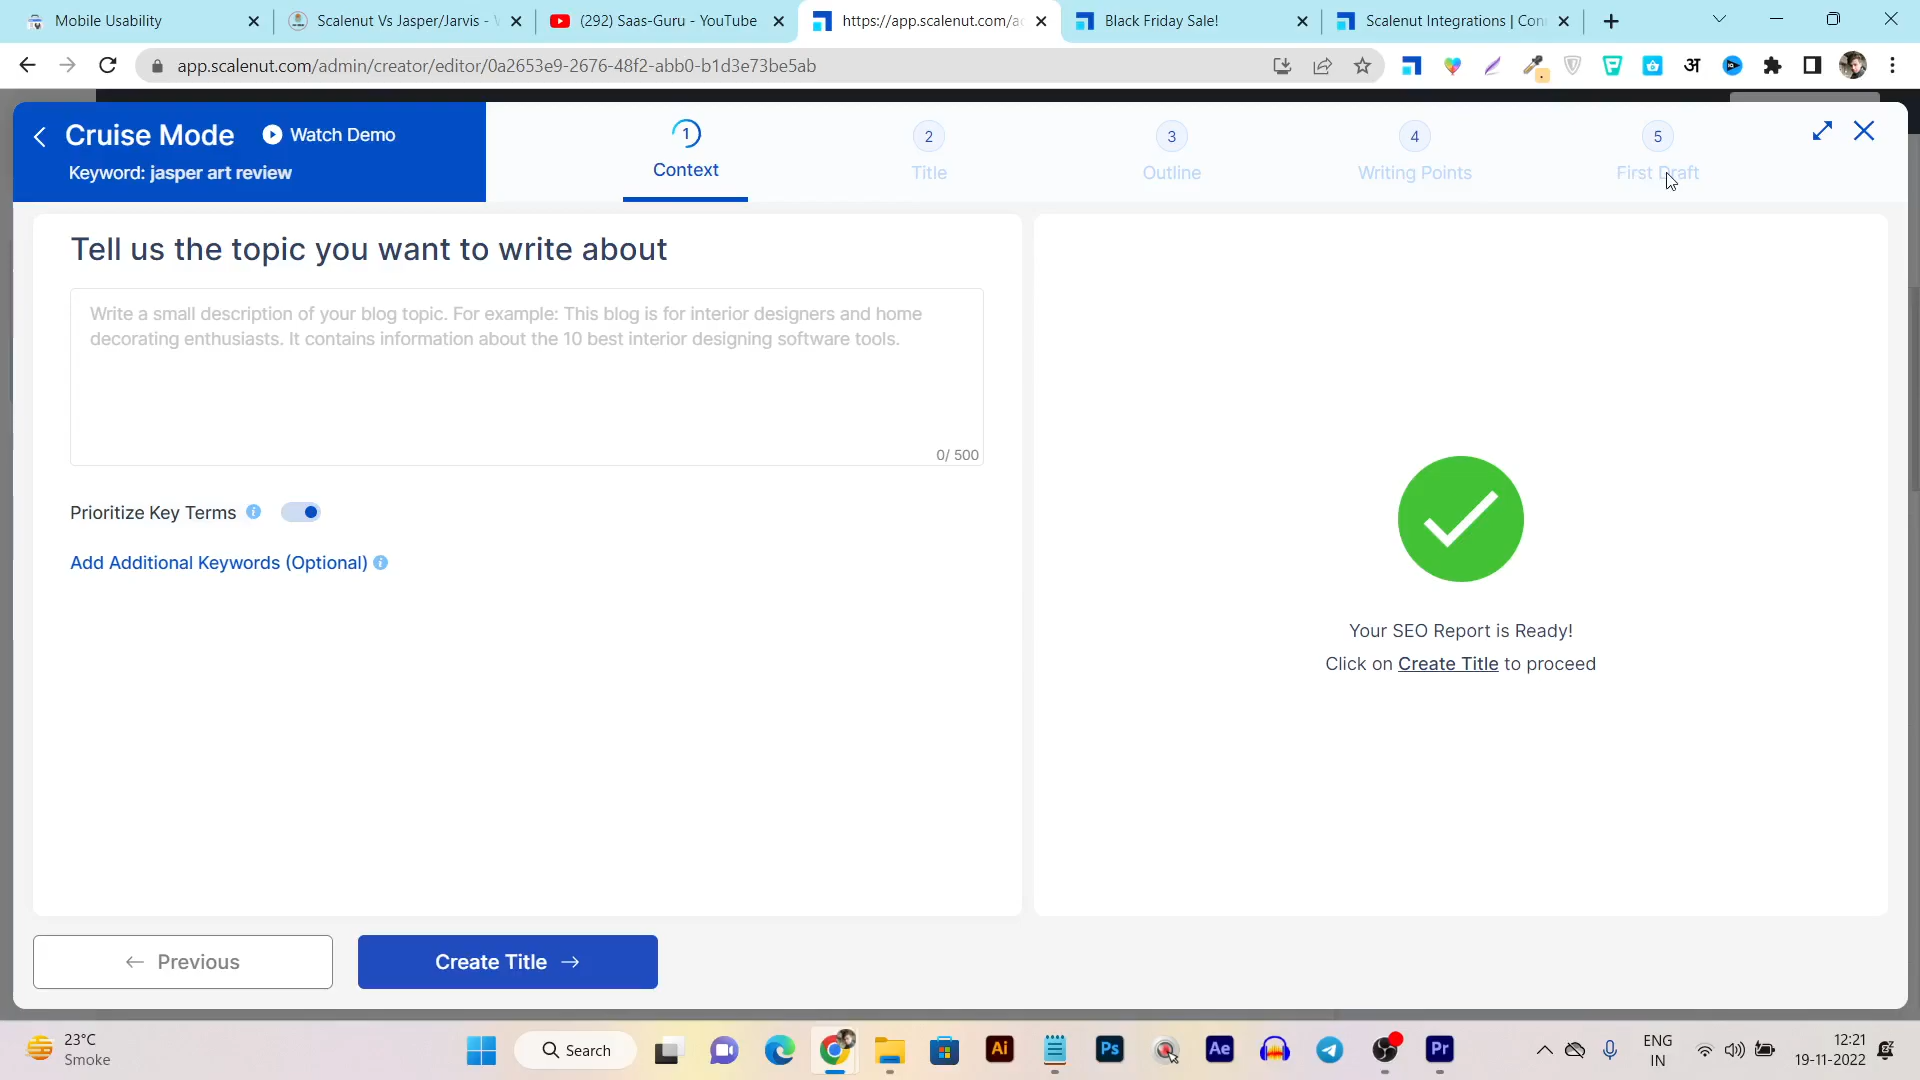 Mobile Usability
Scalenut Vs Jasper/Jarvis -
(292) Saas-Guru - YouTube
https://app.scalenut.com/a
Black Friday Sale!
Scalenut Integrations | Con
app.scalenut.com/admin/creator/editor/0a2653e9-2676-48f2-abb0-b1d3e73be5ab
अ
Cruise Mode
Watch Demo
Keyword: jasper art review
1
Context
2
Title
3
Outline
4
Writing Points
5
First Draft
Tell us the topic you want to write about
Write a small description of your blog topic. For example: This blog is for interior designers and home
decorating enthusiasts. It contains information about the 10 best interior designing software tools.
0/ 500
Prioritize Key Terms
Add Additional Keywords (Optional)
Your SEO Report is Ready!
Click on Create Title to proceed
← Previous
Create Title →
23°C
Smoke
Search
Ai
Ps
Ae
Pr
ENG
IN
12:21
19-11-2022